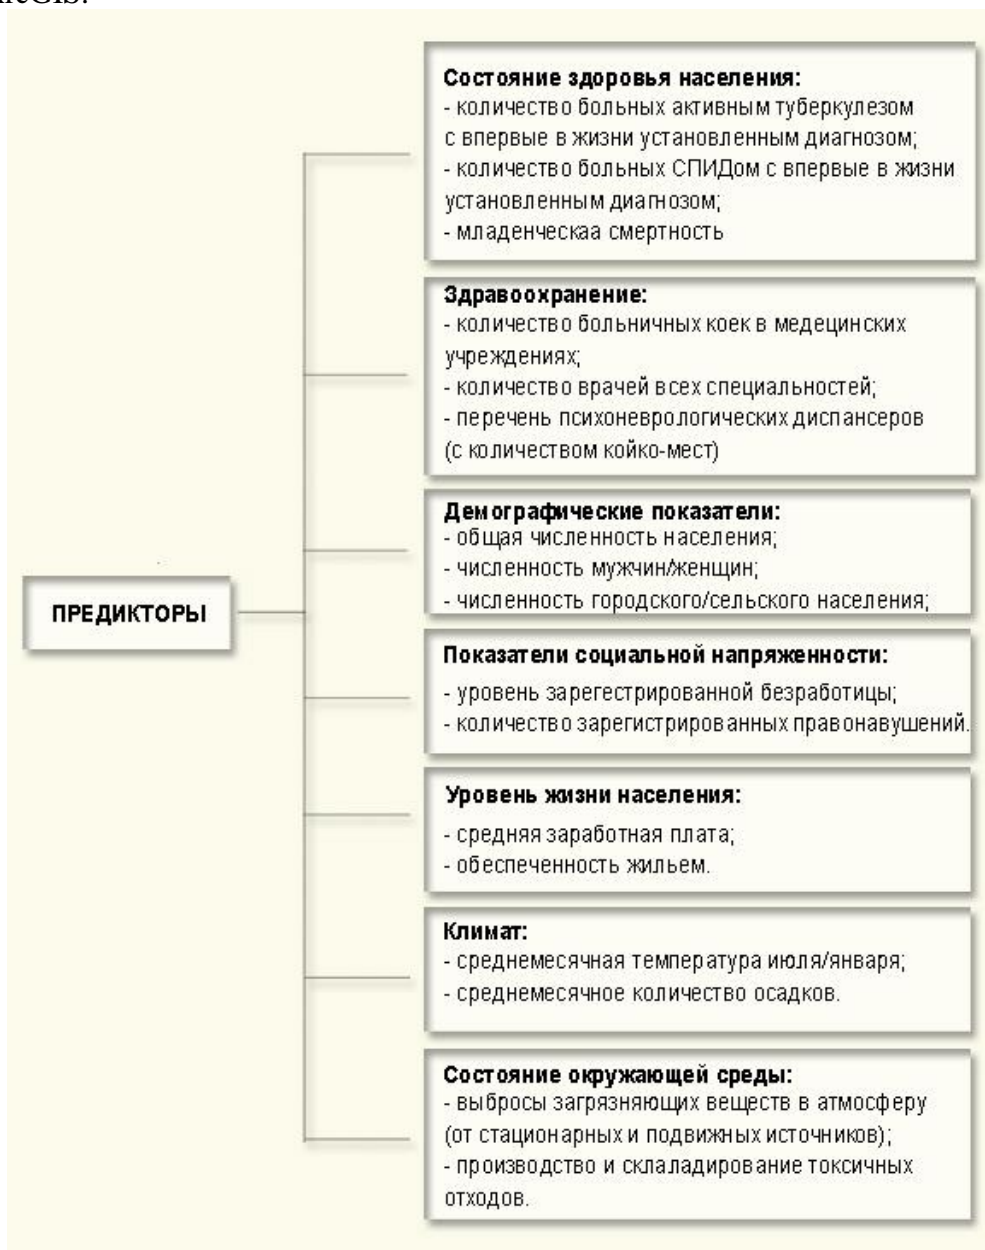 ПРЕДИКТОРЫ
Состояние здоровья населения:
- количество больных активным туберкулезом
с впервые в жизни установленным диагнозом;
- количество больных СПИДом с впервые в жизни
установленным диагнозом;
- младенческаа смертность
Здравоохранение:
- количество больничных коек в медецинских
учреждениях;
- количество врачей всех специальностей;
- перечень психоневрологических диспансеров
(с количеством койко-мест)
Демографические показатели:
- общая численность населения;
- численность мужчин/женщин;
- численность городского/сельского населения;
Показатели социальной напряженности:
- уровень зарегестрированной безработицы;
- количество зарегистрированных правонавушений.
Уровень жизни населения:
- средняя заработная плата;
- обеспеченность жильем.
Климат:
- среднемесячная температура июля/января;
- среднемесячное количество осадков.
Состояние окружающей среды:
- выбросы загрязняющих веществ в атмосферу
(от стационарных и подвижных источников);
- производство и склаладирование токсичных
отходов.